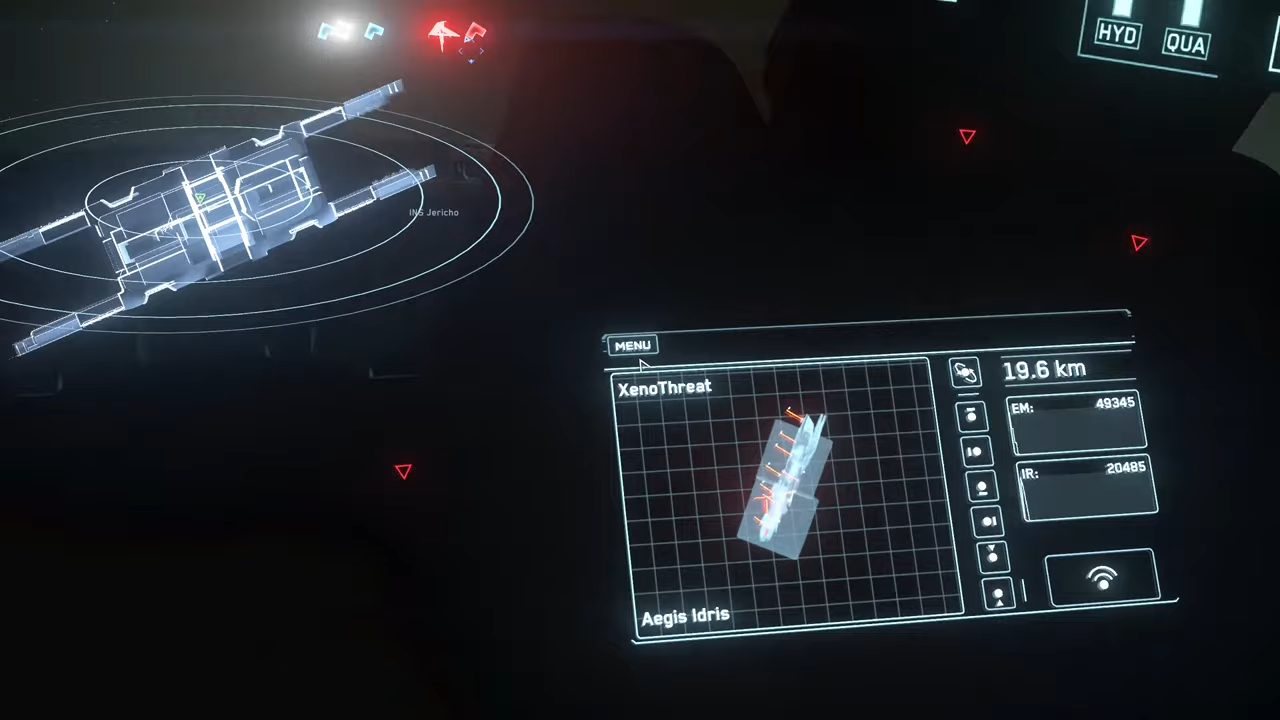 HYD
QUA
INS Jericho
MENU
XenoThreat
19.6 km
EM: 49345
IR: 20485
Aegis Idris